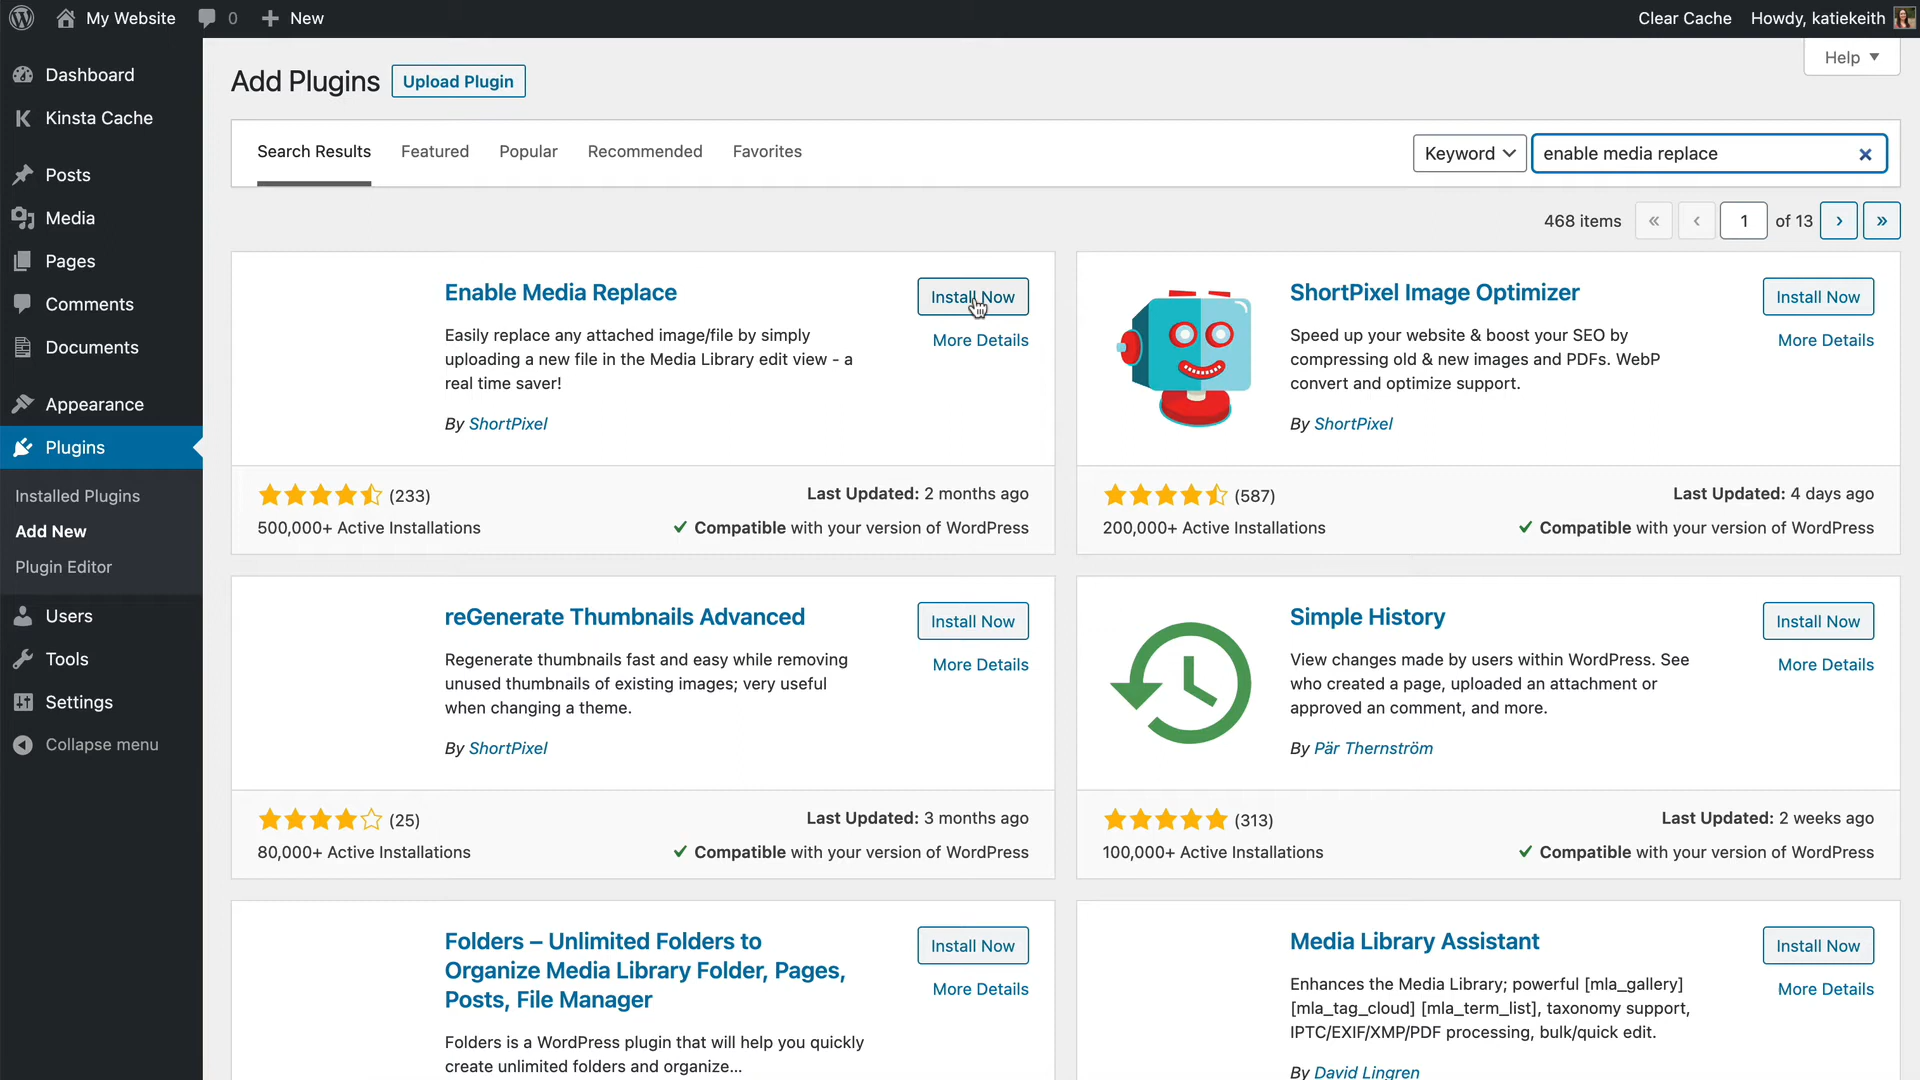 My Website
0
New
Clear Cache
Howdy, katiekeith
Dashboard
Kinsta Cache
Posts
Media
Pages
Comments
Documents
Appearance
Plugins
Installed Plugins
Add New
Plugin Editor
Users
Tools
Settings
Collapse menu
Help
Add Plugins
Upload Plugin
Search Results
Featured
Popular
Recommended
Favorites
Keyword
enable media replace
468 items
«
‹
1
of 13
›
»
Enable Media Replace
Install Now
More Details
Easily replace any attached image/file by simply
uploading a new file in the Media Library edit view - a
real time saver!
By ShortPixel
(233)
Last Updated: 2 months ago
500,000+ Active Installations
Compatible with your version of WordPress
ShortPixel Image Optimizer
Install Now
More Details
Speed up your website & boost your SEO by
compressing old & new images and PDFs. WebP
convert and optimize support.
By ShortPixel
(587)
Last Updated: 4 days ago
200,000+ Active Installations
Compatible with your version of WordPress
reGenerate Thumbnails Advanced
Install Now
More Details
Regenerate thumbnails fast and easy while removing
unused thumbnails of existing images; very useful
when changing a theme.
By ShortPixel
(25)
Last Updated: 3 months ago
80,000+ Active Installations
Compatible with your version of WordPress
Simple History
Install Now
More Details
View changes made by users within WordPress. See
who created a page, uploaded an attachment or
approved an comment, and more.
By Pär Thernström
(313)
Last Updated: 2 weeks ago
100,000+ Active Installations
Compatible with your version of WordPress
Folders – Unlimited Folders to
Organize Media Library Folder, Pages,
Posts, File Manager
Install Now
More Details
Folders is a WordPress plugin that will help you quickly
create unlimited folders and organize...
Media Library Assistant
Install Now
More Details
Enhances the Media Library; powerful [mla_gallery]
[mla_tag_cloud] [mla_term_list], taxonomy support,
IPTC/EXIF/XMP/PDF processing, bulk/quick edit.
By David Lingren